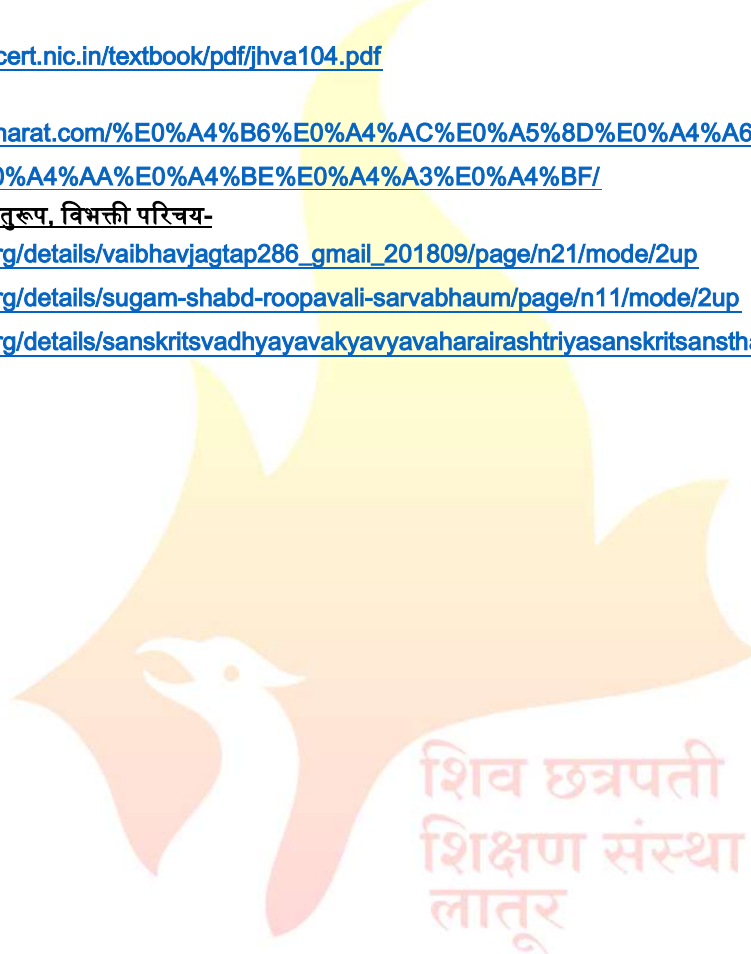 cert.nic.in/textbook/pdf/jhva104.pdf
harat.com/%E0%A4%B6%E0%A4%AC%E0%A5%8D%E0%A4%A6
0%A4%AA%E0%A4%BE%E0%A4%A3%E0%A4%BF/
तुरूप, विभक्ती परिचय-
rg/details/vaibhavjagtap286_gmail_201809/page/n21/mode/2up
rg/details/sugam-shabd-roopavali-sarvabhaum/page/n11/mode/2up
rg/details/sanskritsvadhyayavakyavyavaharairashtriyasanskritsanstha
शिव छत्रपती
शिक्षण संस्था
लातूर